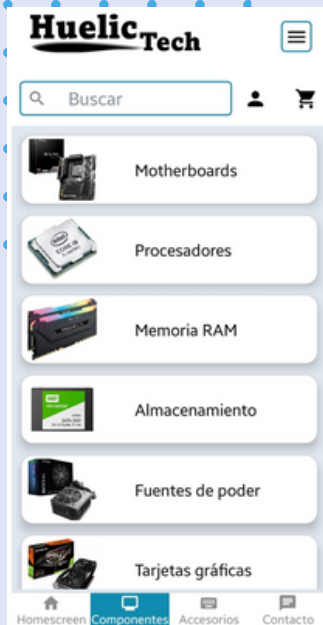 Huelic Tech
Buscar
Motherboards
Procesadores
Memoria RAM
Almacenamiento
Fuentes de poder
Tarjetas gráficas
Homescreen Componentes Accesorios Contacto